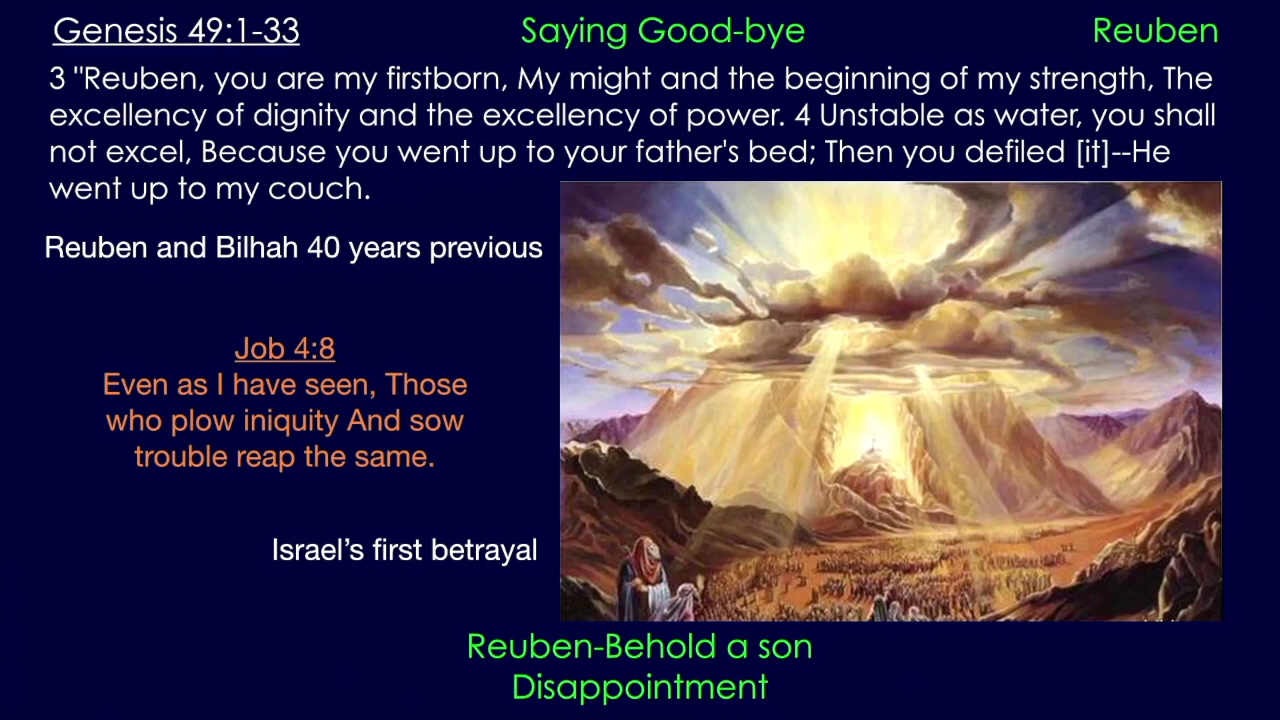 Genesis 49:1-33 Saying Good-bye Reuben
3 "Reuben, you are my firstborn, My might and the beginning of my strength, The
excellency of dignity and the excellency of power. 4 Unstable as water, you shall
not excel, Because you went up to your father's bed; Then you defiled [it]--He
went up to my couch.
Reuben and Bilhah 40 years previous
Job 4:8
Even as I have seen, Those
who plow iniquity And sow
trouble reap the same.
Israel’s first betrayal
Reuben-Behold a son
Disappointment